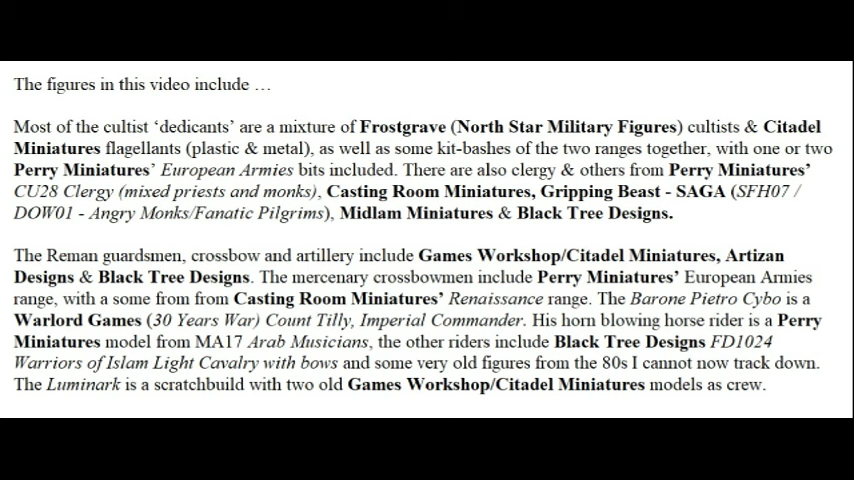 The figures in this video include …
Most of the cultist ‘dedicants’ are a mixture of Frostgrave (North Star Military Figures) cultists & Citadel
Miniatures flagellants (plastic & metal), as well as some kit-bashes of the two ranges together, with one or two
Perry Miniatures’ European Armies bits included. There are also clergy & others from Perry Miniatures’
CU28 Clergy (mixed priests and monks), Casting Room Miniatures, Gripping Beast - SAGA (SFH07 /
DOW01 - Angry Monks/Fanatic Pilgrims), Midlam Miniatures & Black Tree Designs.
The Reman guardsmen, crossbow and artillery include Games Workshop/Citadel Miniatures, Artizan
Designs & Black Tree Designs. The mercenary crossbowmen include Perry Miniatures’ European Armies
range, with a some from from Casting Room Miniatures’ Renaissance range. The Barone Pietro Cybo is a
Warlord Games (30 Years War) Count Tilly, Imperial Commander. His horn blowing horse rider is a Perry
Miniatures model from MA17 Arab Musicians, the other riders include Black Tree Designs FD1024
Warriors of Islam Light Cavalry with bows and some very old figures from the 80s I cannot now track down.
The Luminark is a scratchbuild with two old Games Workshop/Citadel Miniatures models as crew.